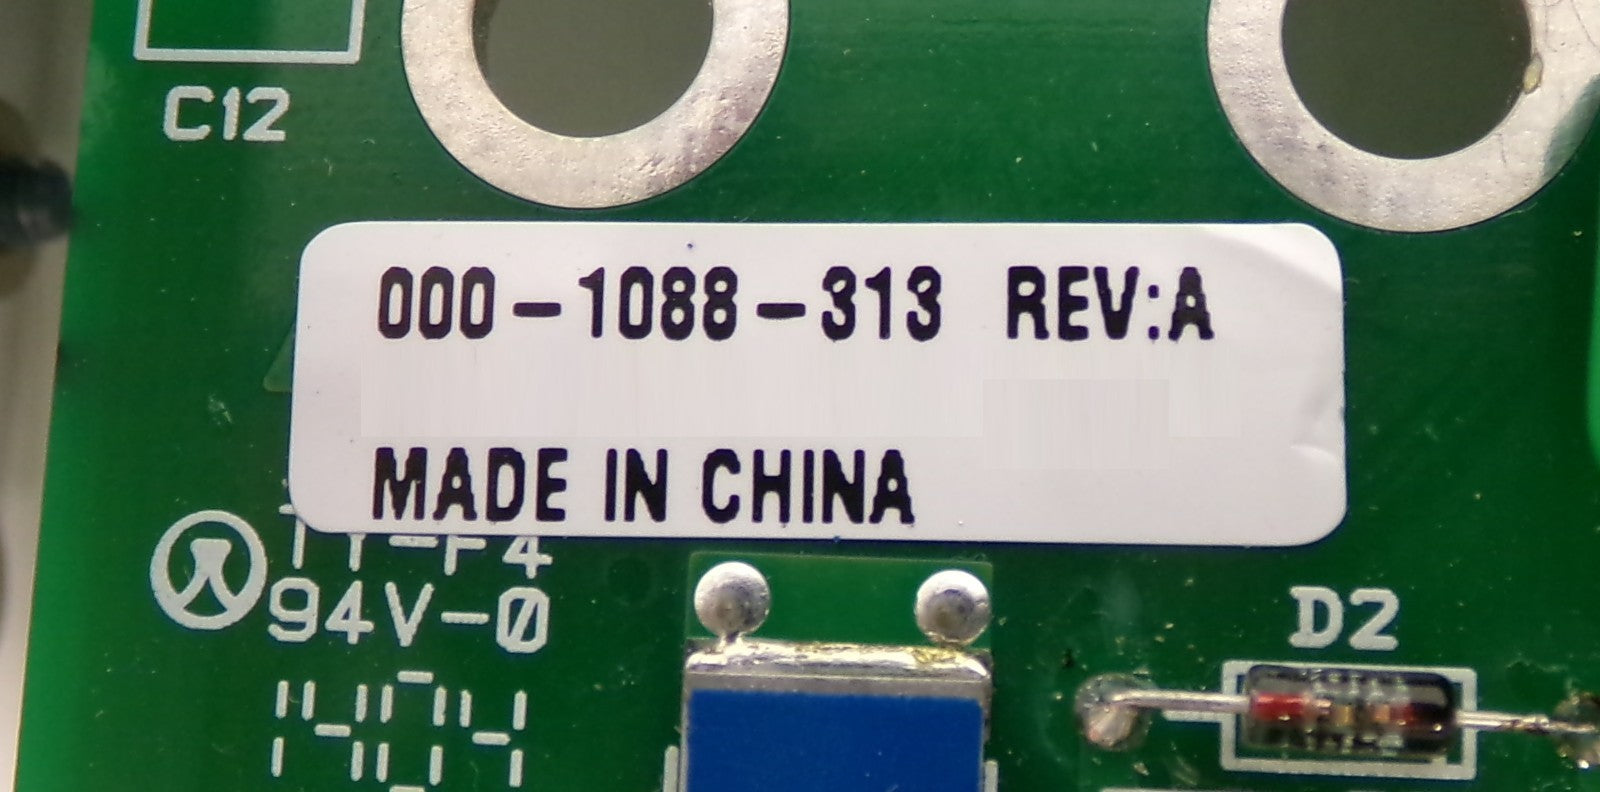 C12
000-1088-313 REV:A
MADE IN CHINA
94V-0
D2